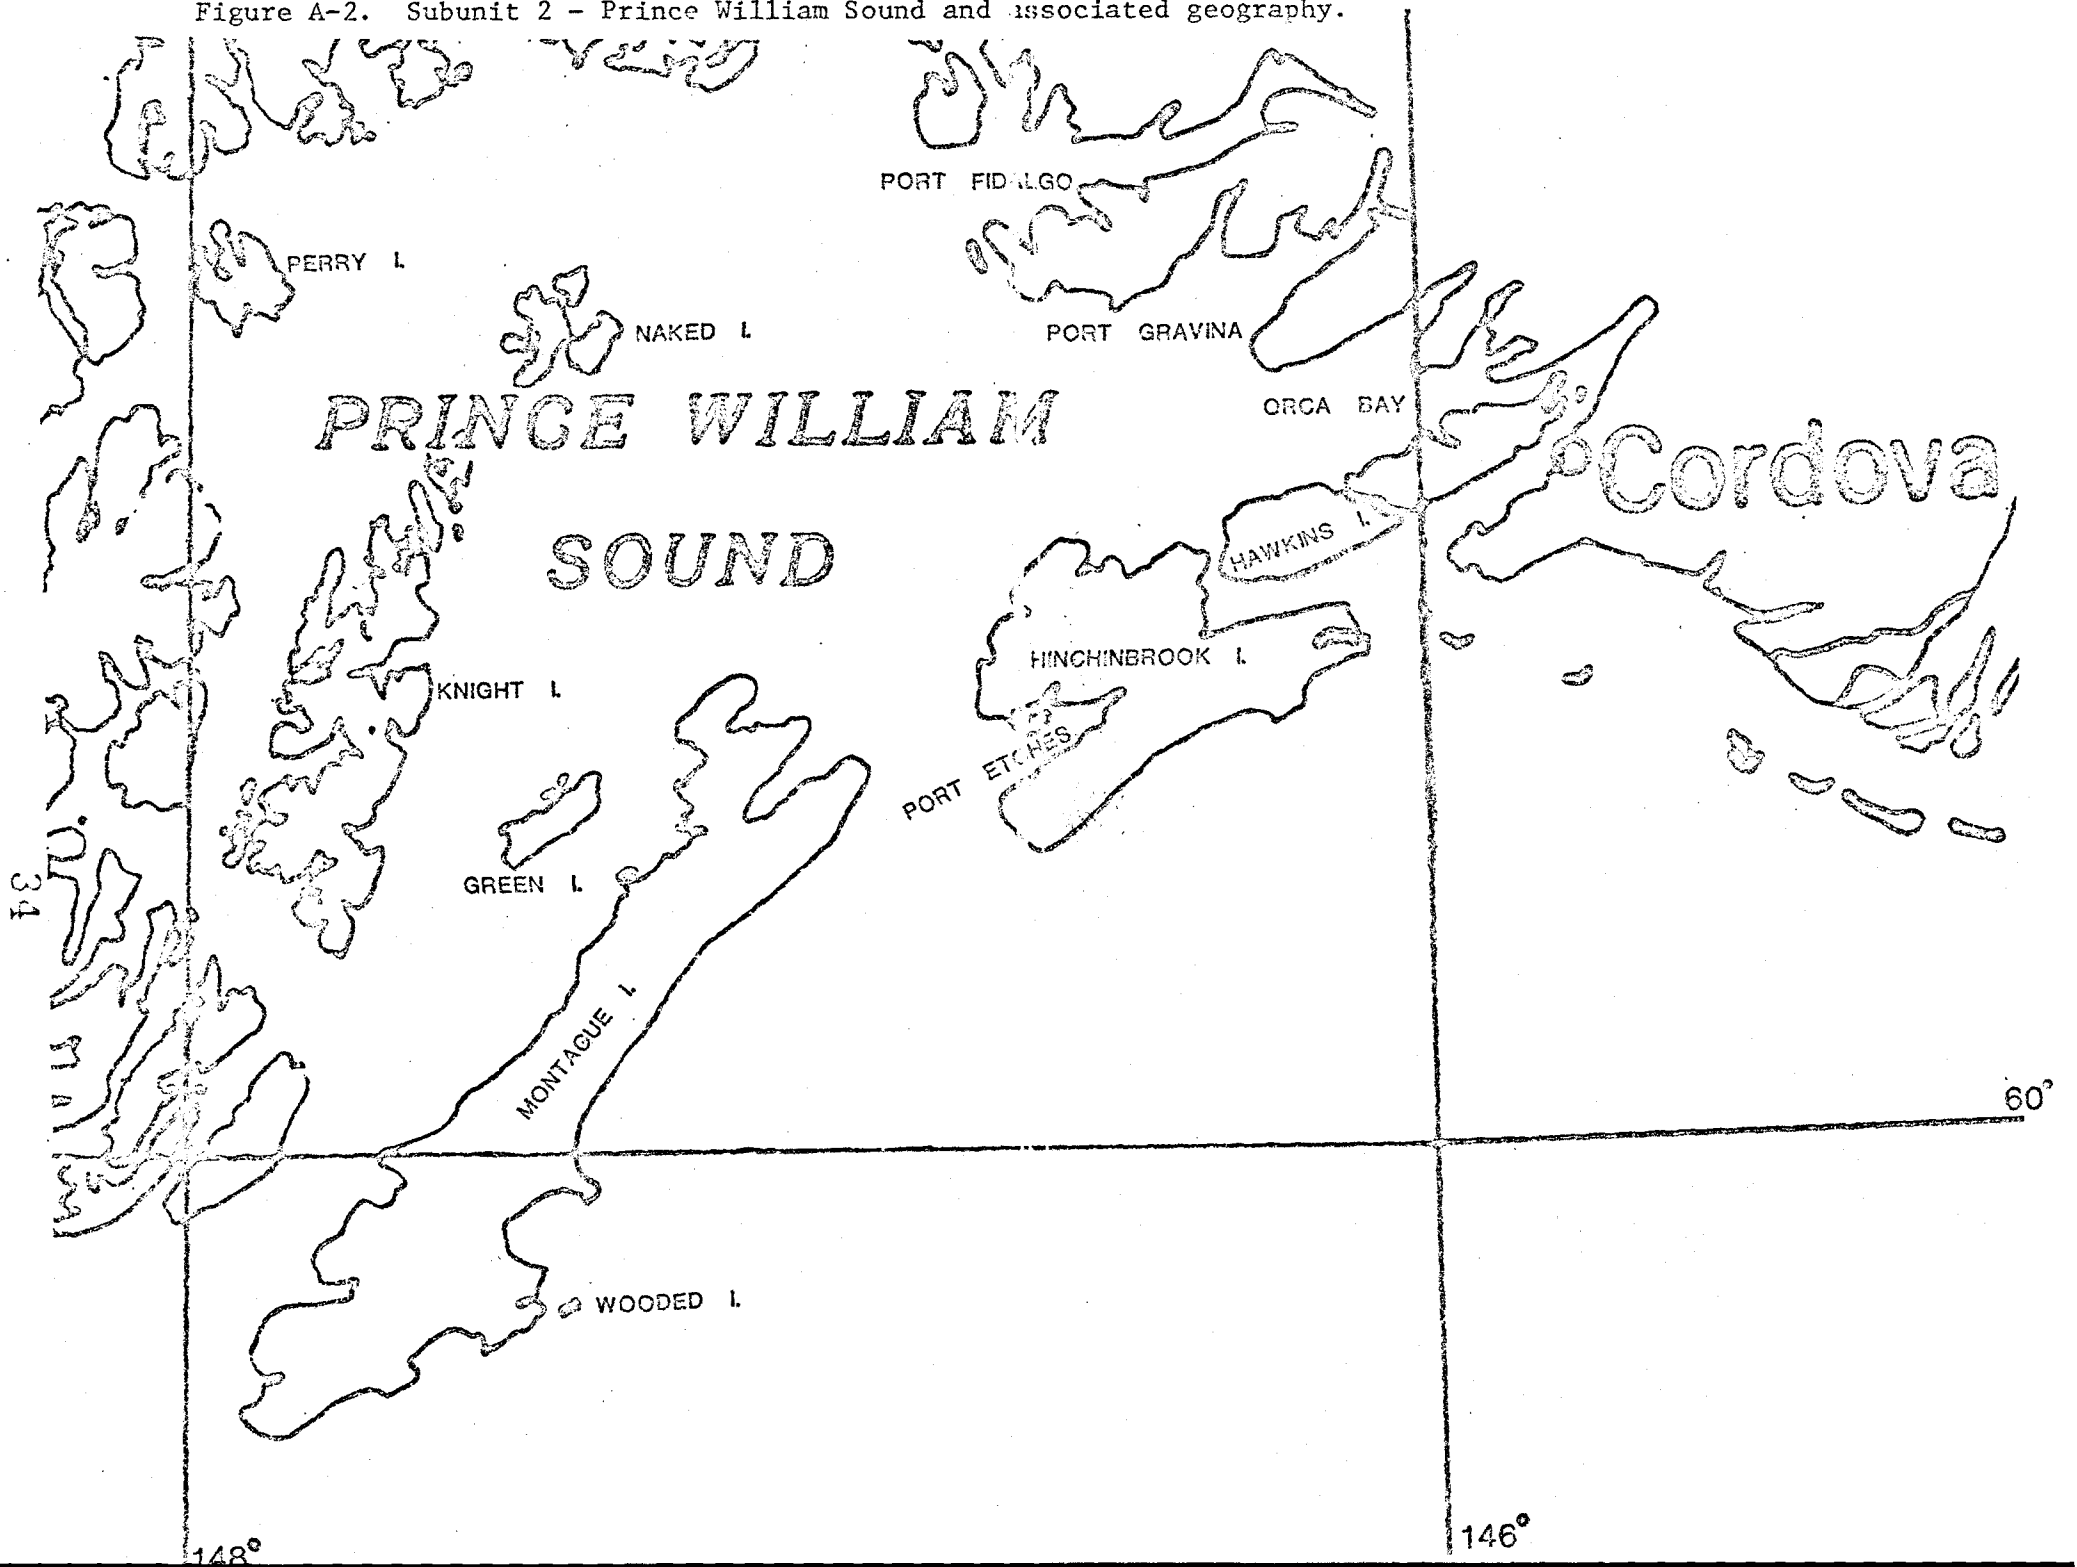 Figure A-2. Subunit 2 - Prince William Sound and associated geography.
PORT FIDALGO
PERRY I.
NAKED I.
PORT GRAVINA
PRINCE WILLIAM
ORCA BAY
Cordova
SOUND
HAWKINS I.
HINCHINBROOK I.
KNIGHT I.
PORT ETCHES
GREEN I.
34
MONTAGUE I.
60°
WOODED I.
146°
148°